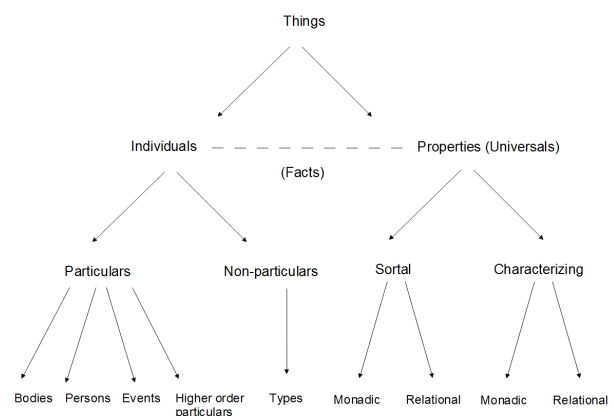 Things
Individuals
Properties (Universals)
(Facts)
Particulars
Non-particulars
Sortal
Characterizing
Bodies
Persons
Events
Higher order
particulars
Types
Monadic
Relational
Monadic
Relational